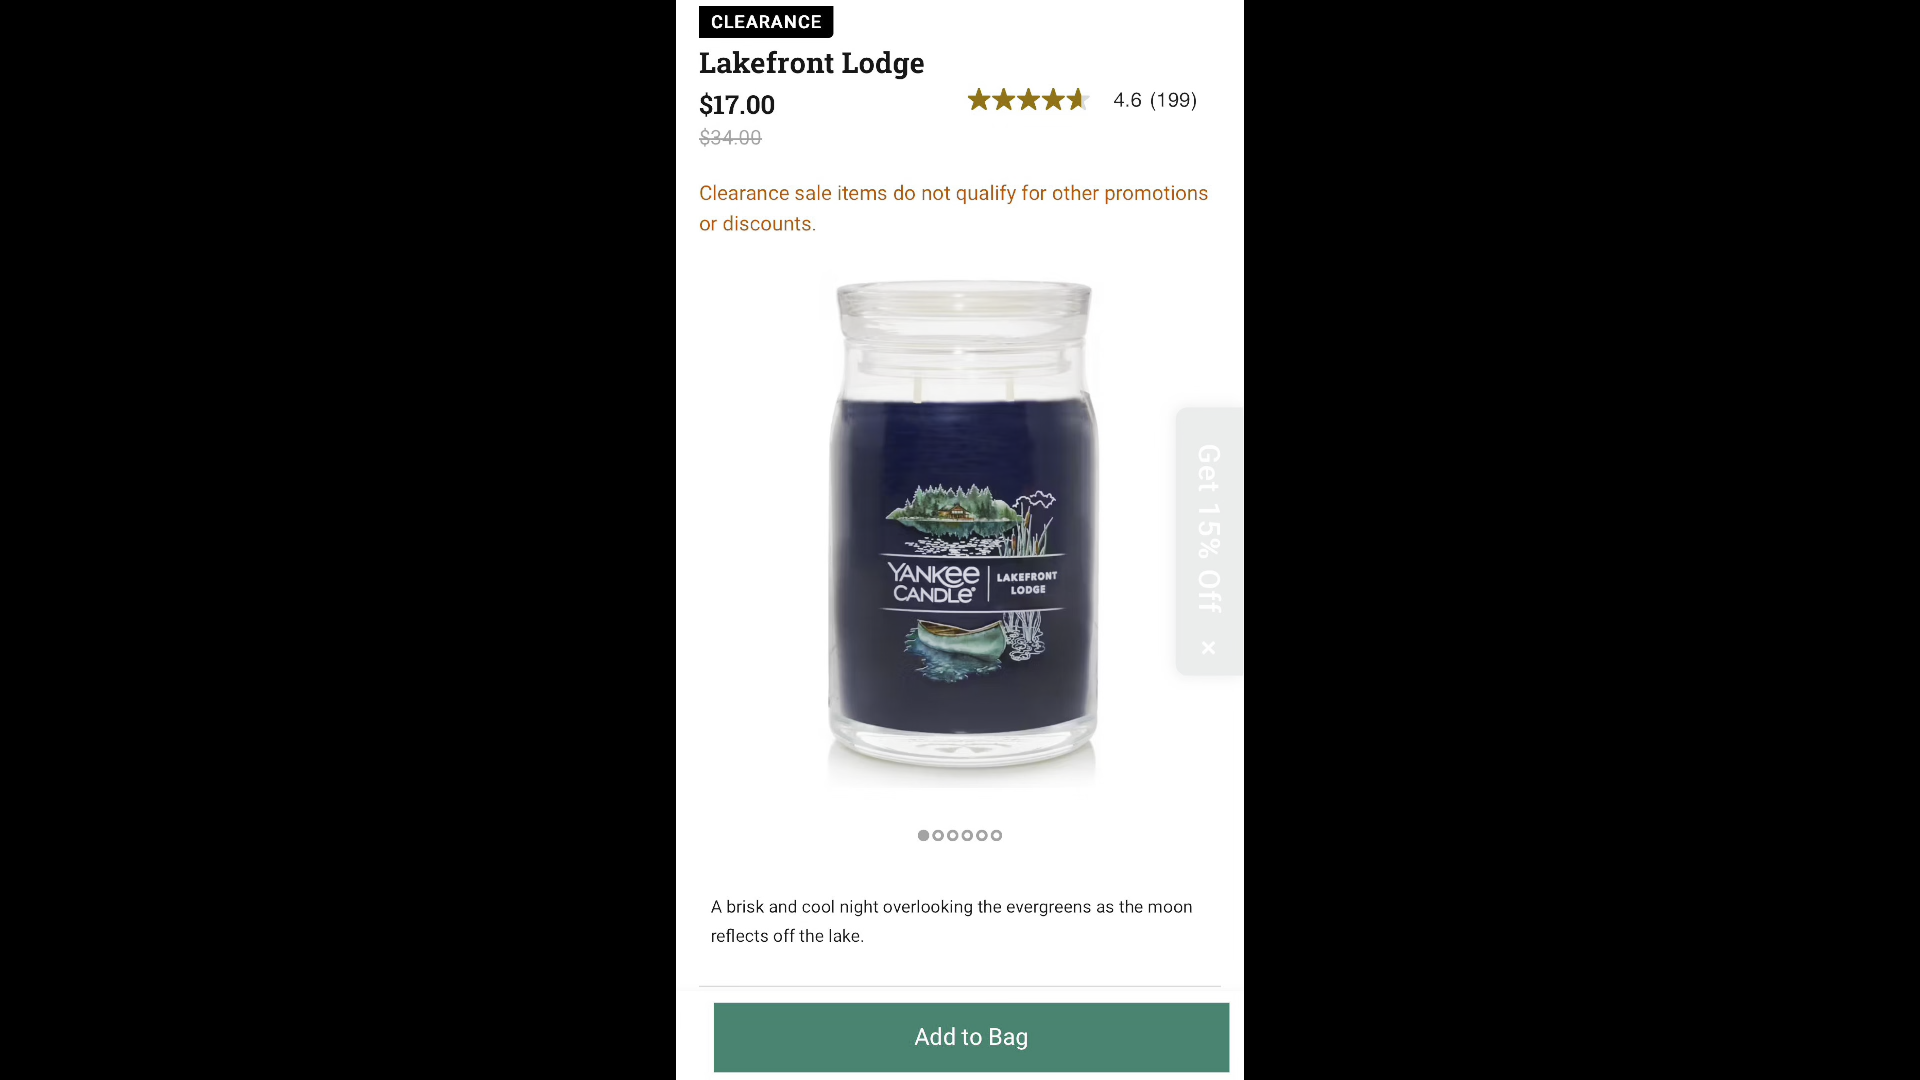 CLEARANCE
Lakefront Lodge
$17.00
4.6 (199)
$34.00
Clearance sale items do not qualify for other promotions
or discounts.
YANKEE
CANDLE®
LAKEFRONT
LODGE
Get 15% Off ×
A brisk and cool night overlooking the evergreens as the moon
reflects off the lake.
Add to Bag